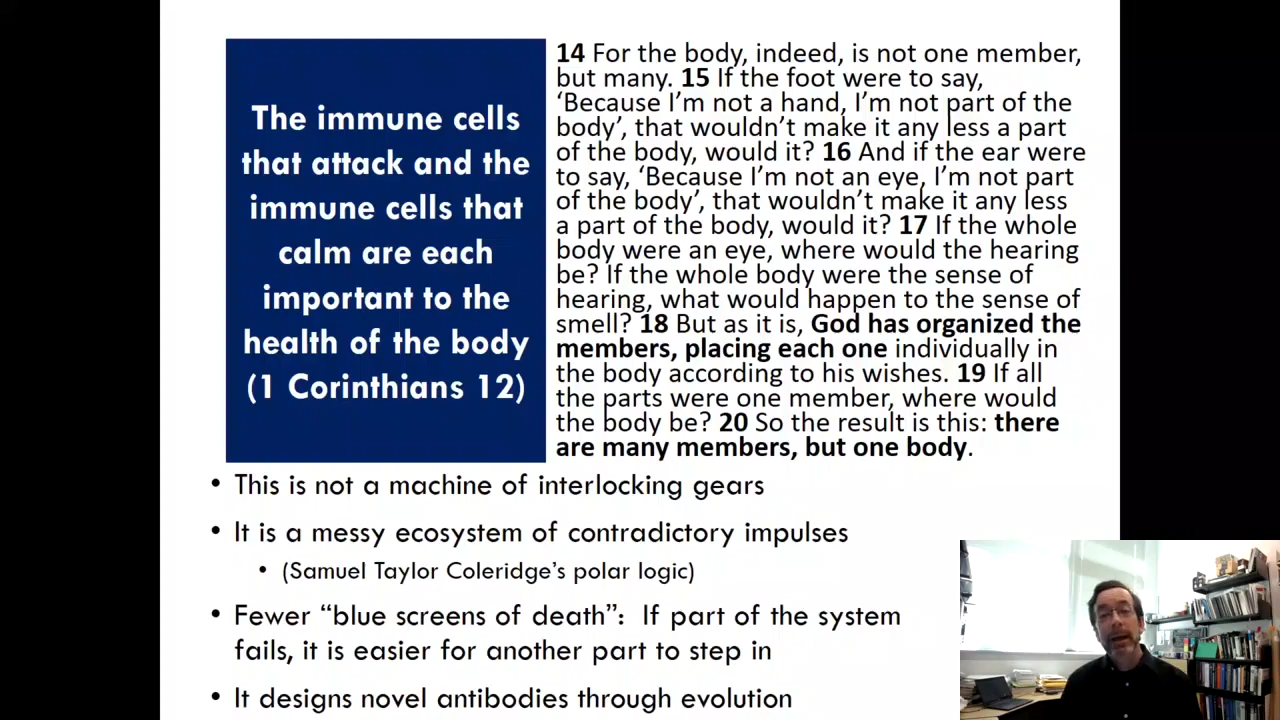 The immune cells
that attack and the
immune cells that
calm are each
important to the
health of the body
(1 Corinthians 12)
14 For the body, indeed, is not one member,
but many. 15 If the foot were to say,
‘Because I’m not a hand, I’m not part of the
body’, that wouldn’t make it any less a part
of the body, would it? 16 And if the ear were
to say, ‘Because I’m not an eye, I’m not part
of the body’, that wouldn’t make it any less
a part of the body, would it? 17 If the whole
body were an eye, where would the hearing
be? If the whole body were the sense of
hearing, what would happen to the sense of
smell? 18 But as it is, God has organized the
members, placing each one individually in
the body according to his wishes. 19 If all
the parts were one member, where would
the body be? 20 So the result is this: there
are many members, but one body.
• This is not a machine of interlocking gears
• It is a messy ecosystem of contradictory impulses
• (Samuel Taylor Coleridge’s polar logic)
• Fewer “blue screens of death”: If part of the system
fails, it is easier for another part to step in
• It designs novel antibodies through evolution